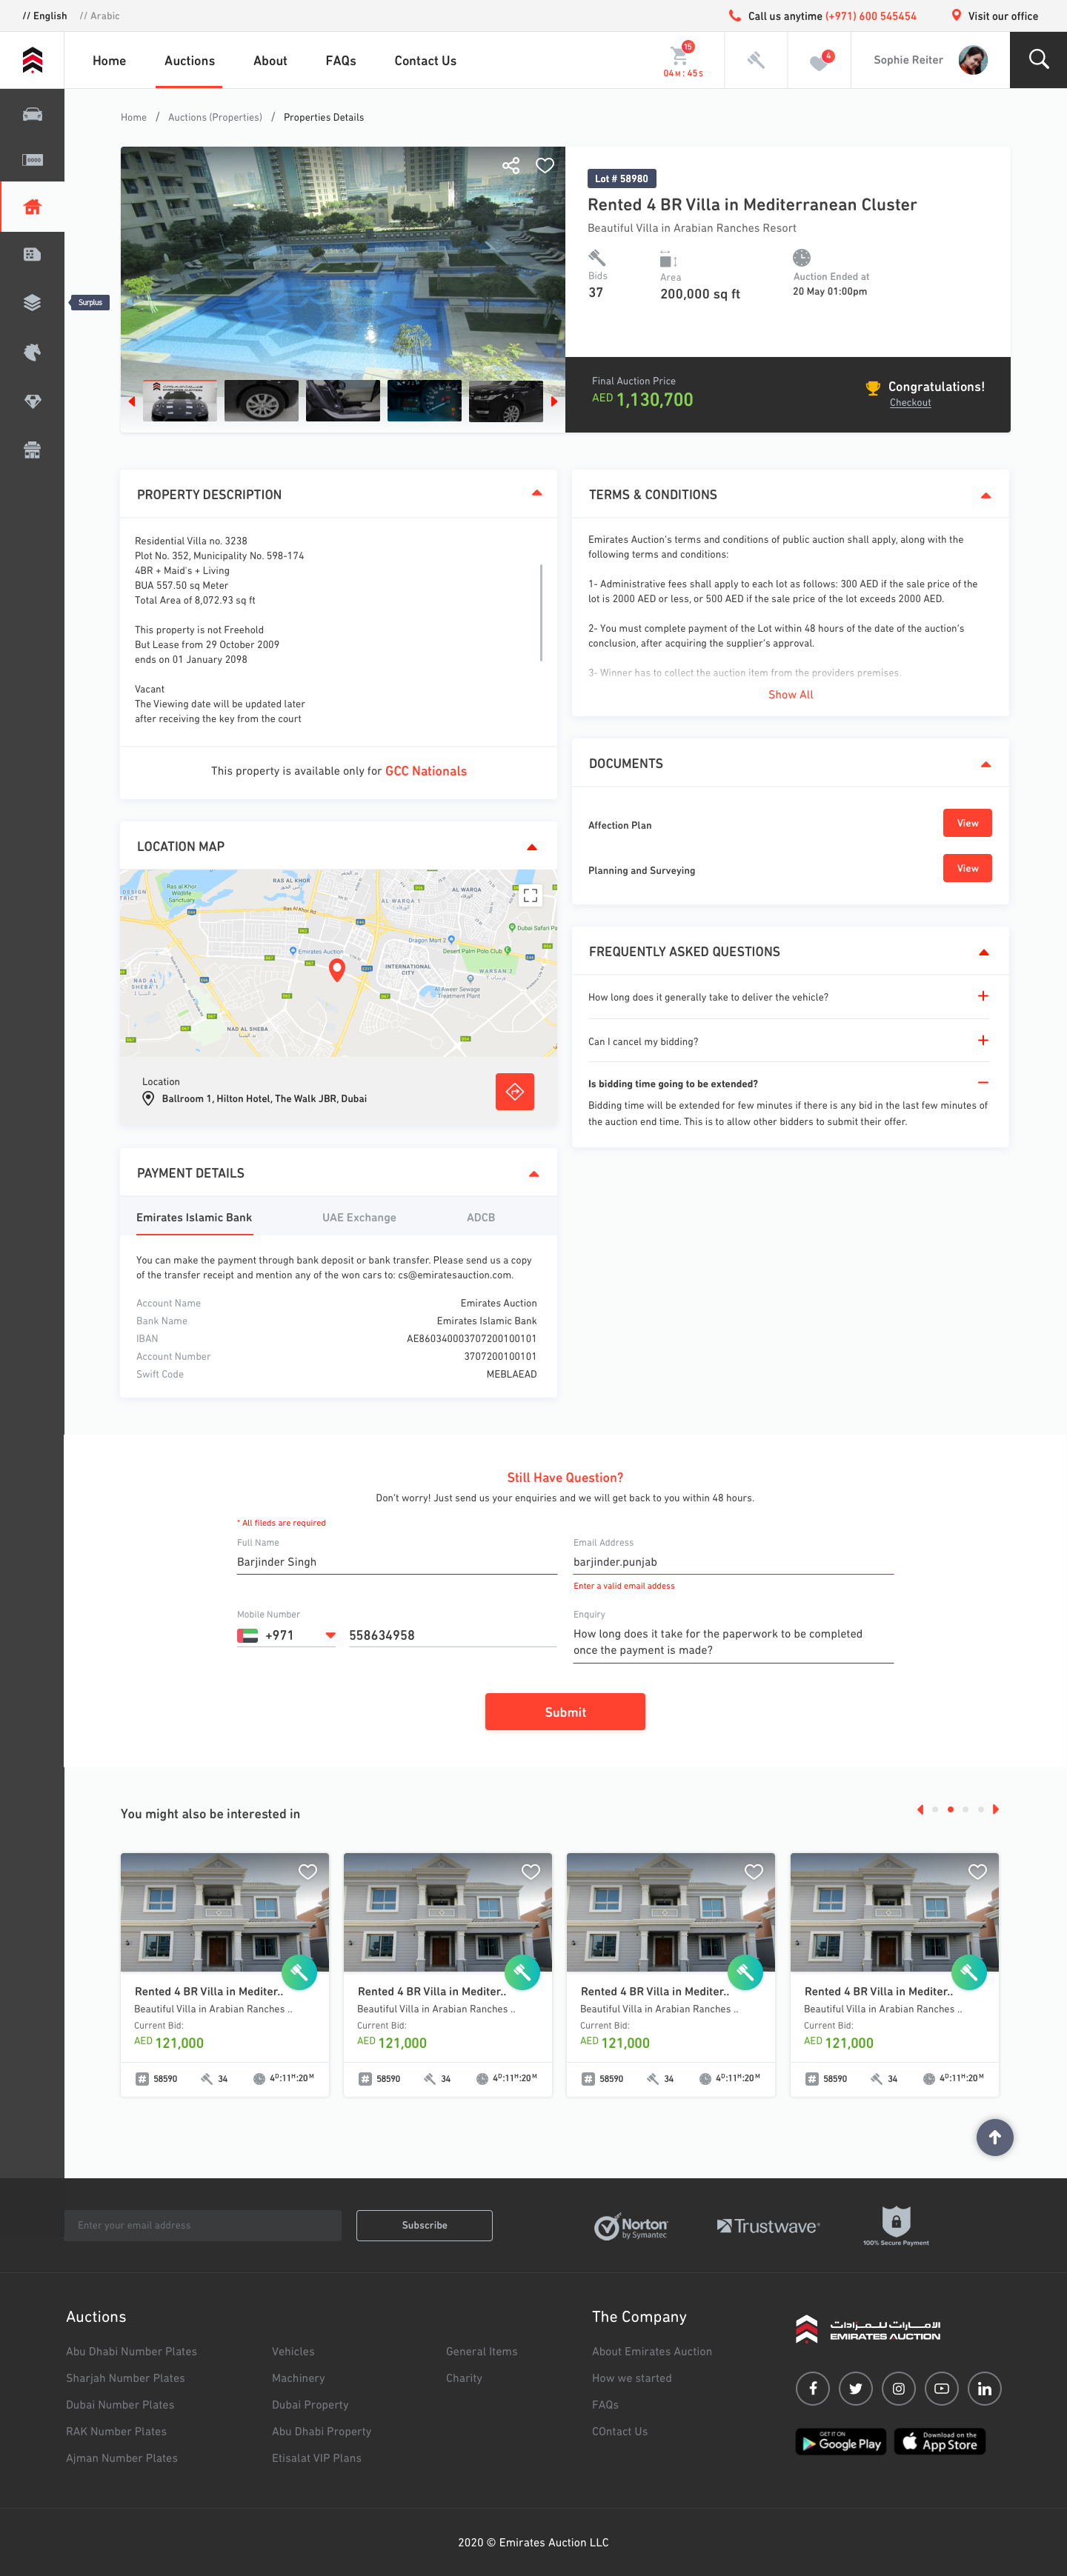 // English
// Arabic
Call us anytime (+971) 600 545454
Visit our office
Home
Auctions
About
FAQs
Contact Us
15
04M : 45S
4
Sophie Reiter
Home / Auctions (Properties) / Properties Details
Surplus
Lot # 58980
Rented 4 BR Villa in Mediterranean Cluster
Beautiful Villa in Arabian Ranches Resort
Bids
37
Area
200,000 sq ft
Auction Ended at
20 May 01:00pm
Final Auction Price
AED 1,130,700
Congratulations!
Checkout
PROPERTY DESCRIPTION
Residential Villa no. 3238
Plot No. 352, Municipality No. 598-174
4BR + Maid's + Living
BUA 557.50 sq Meter
Total Area of 8,072.93 sq ft
This property is not Freehold
But Lease from 29 October 2009
ends on 01 January 2098
Vacant
The Viewing date will be updated later
after receiving the key from the court
This property is available only for GCC Nationals
TERMS & CONDITIONS
Emirates Auction's terms and conditions of public auction shall apply, along with the
following terms and conditions:
1- Administrative fees shall apply to each lot as follows: 300 AED if the sale price of the
lot is 2000 AED or less, or 500 AED if the sale price of the lot exceeds 2000 AED.
2- You must complete payment of the Lot within 48 hours of the date of the auction's
conclusion, after acquiring the supplier's approval.
3- Winner has to collect the auction item from the providers premises.
Show All
DOCUMENTS
Affection Plan
View
Planning and Surveying
View
LOCATION MAP
DESIGN
DISTRICT
Ras al Khor
Wildlife
Sanctuary
RAS AL KHOR
Ras Al Khor Rd
AL WARQA 1
AL WARQA
Dubai Safari Pa
Dragon Mart 2
Desert Palm Polo Club
Emirates Auction
INTERNATIONAL
CITY
WARSAN 2
Al Aweer Sewage
Treatment Plant
NAD AL
SHEBA 1
NAD AL SHEBA
ند الشبا
Location
Ballroom 1, Hilton Hotel, The Walk JBR, Dubai
FREQUENTLY ASKED QUESTIONS
How long does it generally take to deliver the vehicle?
Can I cancel my bidding?
Is bidding time going to be extended?
Bidding time will be extended for few minutes if there is any bid in the last few minutes of
the auction end time. This is to allow other bidders to submit their offer.
PAYMENT DETAILS
Emirates Islamic Bank
UAE Exchange
ADCB
You can make the payment through bank deposit or bank transfer. Please send us a copy
of the transfer receipt and mention any of the won cars to: cs@emiratesauction.com.
Account Name Emirates Auction
Bank Name Emirates Islamic Bank
IBAN AE860340003707200100101
Account Number 3707200100101
Swift Code MEBLAEAD
Still Have Question?
Don't worry! Just send us your enquiries and we will get back to you within 48 hours.
* All fileds are required
Full Name
Barjinder Singh
Email Address
barjinder.punjab
Enter a valid email addess
Mobile Number
+971 558634958
Enquiry
How long does it take for the paperwork to be completed
once the payment is made?
Submit
You might also be interested in
Rented 4 BR Villa in Mediter..
Beautiful Villa in Arabian Ranches ..
Current Bid:
AED 121,000
58590 34 4D:11H:20M
Rented 4 BR Villa in Mediter..
Beautiful Villa in Arabian Ranches ..
Current Bid:
AED 121,000
58590 34 4D:11H:20M
Rented 4 BR Villa in Mediter..
Beautiful Villa in Arabian Ranches ..
Current Bid:
AED 121,000
58590 34 4D:11H:20M
Rented 4 BR Villa in Mediter..
Beautiful Villa in Arabian Ranches ..
Current Bid:
AED 121,000
58590 34 4D:11H:20M
Enter your email address
Subscribe
Norton
by Symantec
Trustwave
100% Secure Payment
Auctions
Abu Dhabi Number Plates
Sharjah Number Plates
Dubai Number Plates
RAK Number Plates
Ajman Number Plates
Vehicles
Machinery
Dubai Property
Abu Dhabi Property
Etisalat VIP Plans
General Items
Charity
The Company
About Emirates Auction
How we started
FAQs
COntact Us
الإمارات للمزادات
EMIRATES AUCTION
GET IT ON
Google Play
Download on the
App Store
2020 © Emirates Auction LLC